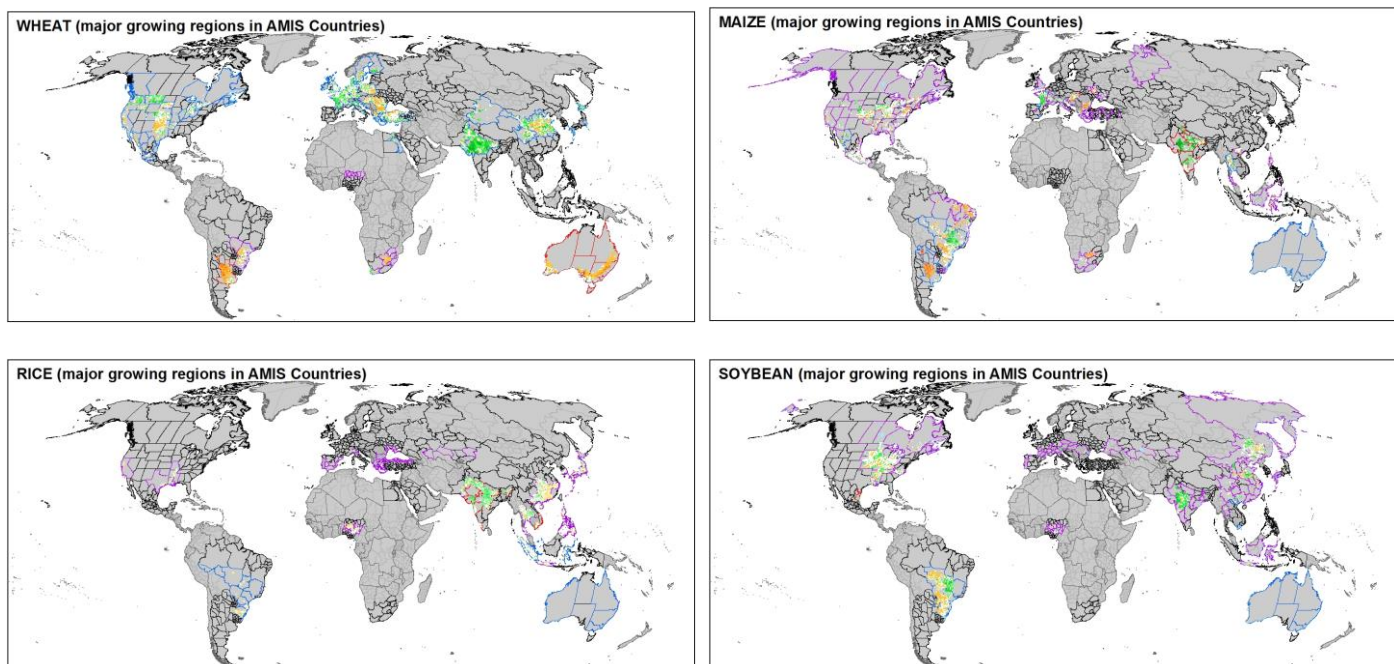 WHEAT (major growing regions in AMIS Countries)
MAIZE (major growing regions in AMIS Countries)
RICE (major growing regions in AMIS Countries)
SOYBEAN (major growing regions in AMIS Countries)